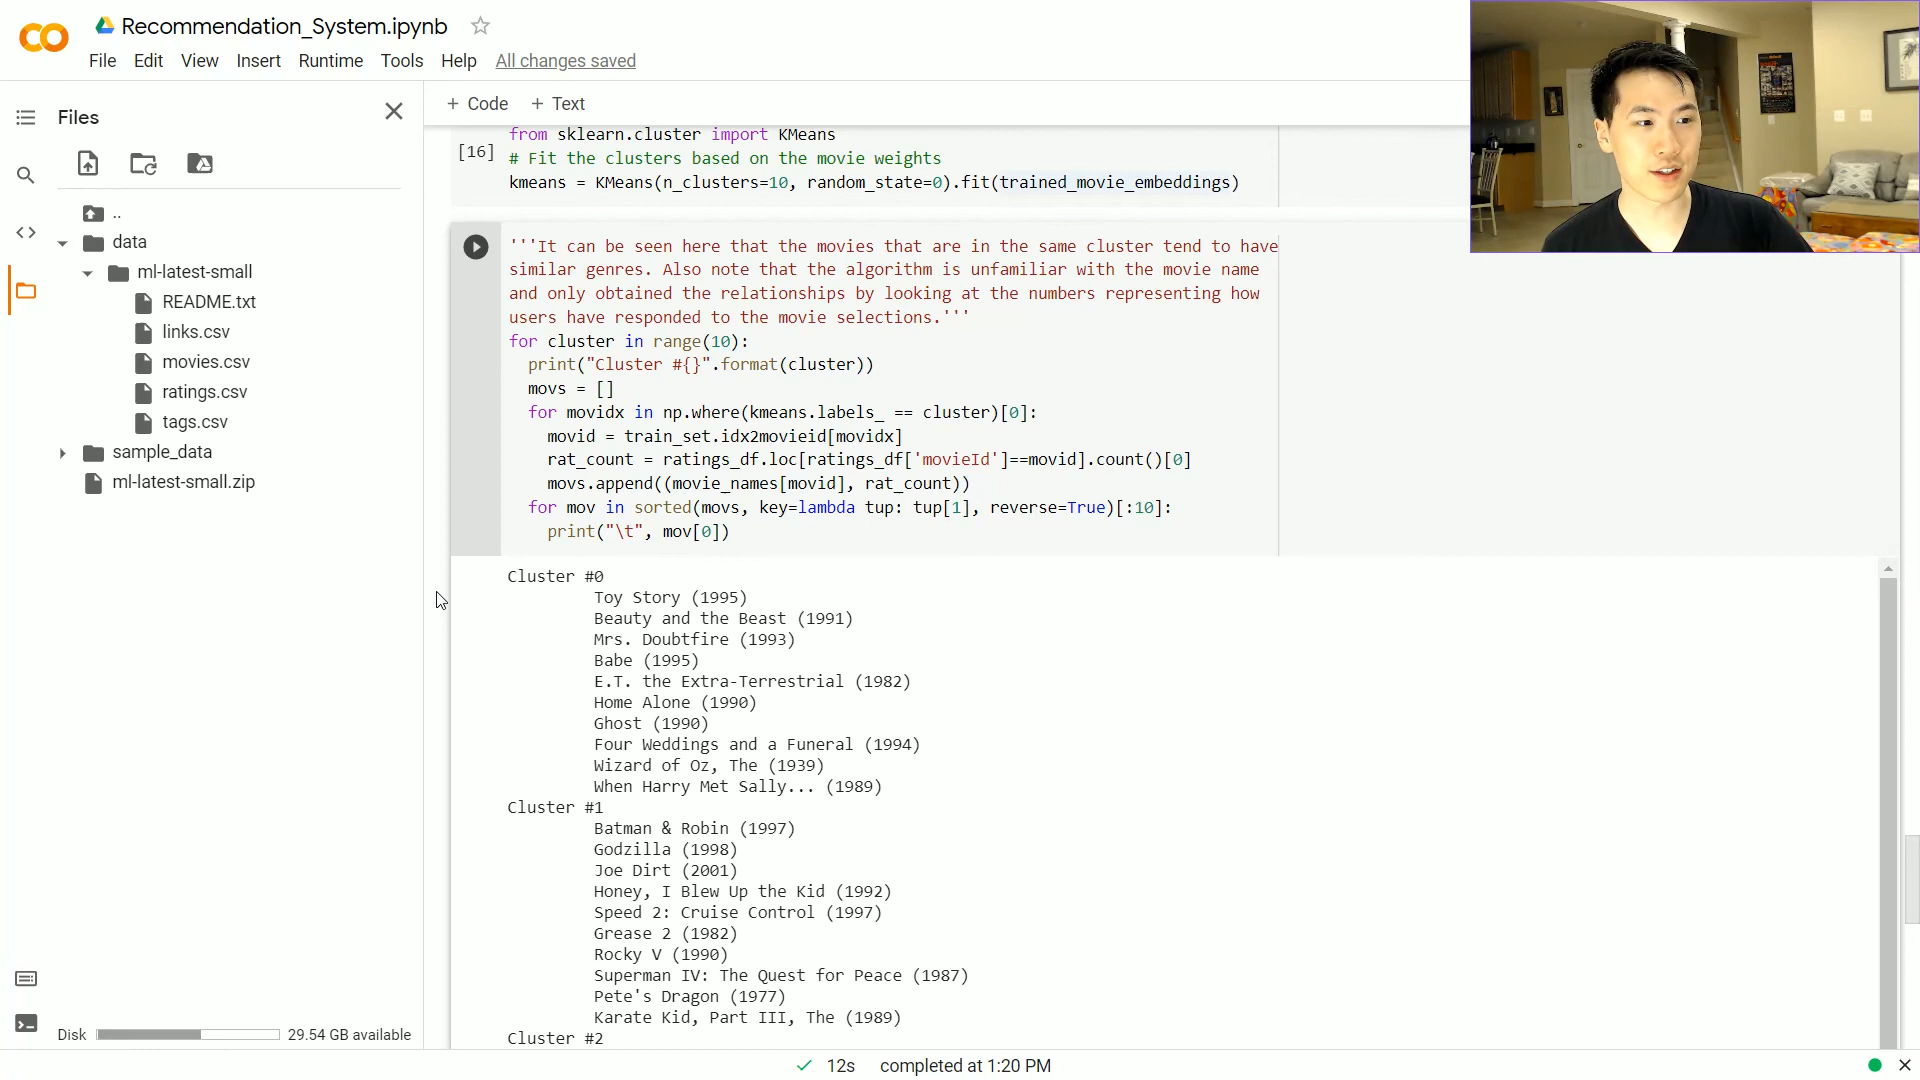 Recommendation_System.ipynb
File Edit View Insert Runtime Tools Help All changes saved
Files
+ Code + Text
..
data
ml-latest-small
README.txt
links.csv
movies.csv
ratings.csv
tags.csv
sample_data
ml-latest-small.zip
Disk 29.54 GB available
from sklearn.cluster import KMeans
[16] # Fit the clusters based on the movie weights
kmeans = KMeans(n_clusters=10, random_state=0).fit(trained_movie_embeddings)
'''It can be seen here that the movies that are in the same cluster tend to have
similar genres. Also note that the algorithm is unfamiliar with the movie name
and only obtained the relationships by looking at the numbers representing how
users have responded to the movie selections.'''
for cluster in range(10):
  print("Cluster #{}".format(cluster))
  movs = []
  for movidx in np.where(kmeans.labels_ == cluster)[0]:
    movid = train_set.idx2movieid[movidx]
    rat_count = ratings_df.loc[ratings_df['movieId']==movid].count()[0]
    movs.append((movie_names[movid], rat_count))
  for mov in sorted(movs, key=lambda tup: tup[1], reverse=True)[:10]:
    print("\t", mov[0])
Cluster #0
Toy Story (1995)
Beauty and the Beast (1991)
Mrs. Doubtfire (1993)
Babe (1995)
E.T. the Extra-Terrestrial (1982)
Home Alone (1990)
Ghost (1990)
Four Weddings and a Funeral (1994)
Wizard of Oz, The (1939)
When Harry Met Sally... (1989)
Cluster #1
Batman & Robin (1997)
Godzilla (1998)
Joe Dirt (2001)
Honey, I Blew Up the Kid (1992)
Speed 2: Cruise Control (1997)
Grease 2 (1982)
Rocky V (1990)
Superman IV: The Quest for Peace (1987)
Pete's Dragon (1977)
Karate Kid, Part III, The (1989)
Cluster #2
12s completed at 1:20 PM